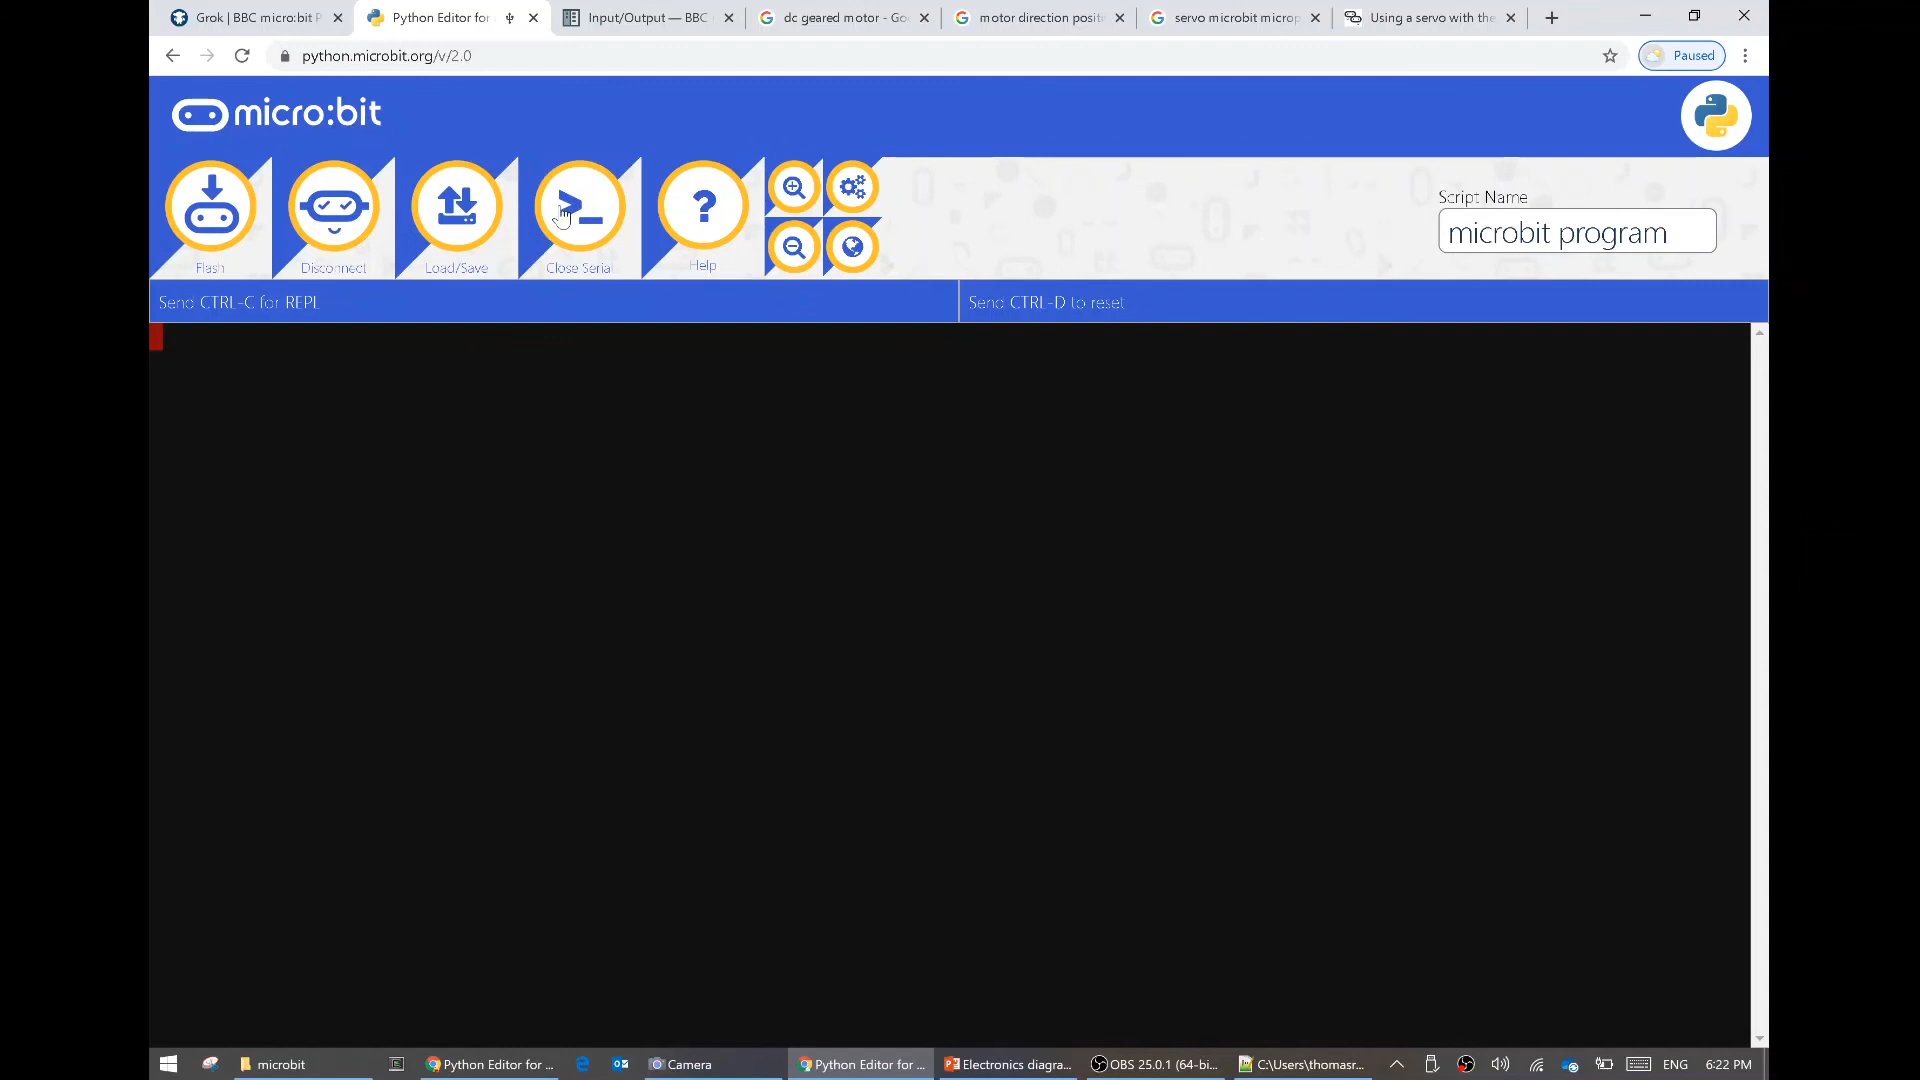 Grok | BBC micro:bit P
Python Editor for
Input/Output — BBC
dc geared motor - Go
motor direction positi
servo microbit microp
Using a servo with the
python.microbit.org/v/2.0
Paused
micro:bit
Flash
Disconnect
Load/Save
Close Serial
Help
Script Name
microbit program
Send CTRL-C for REPL
Send CTRL-D to reset
microbit
Python Editor for ...
Camera
Python Editor for ...
Electronics diagra...
OBS 25.0.1 (64-bi...
C:\Users\thomasr...
ENG
6:22 PM